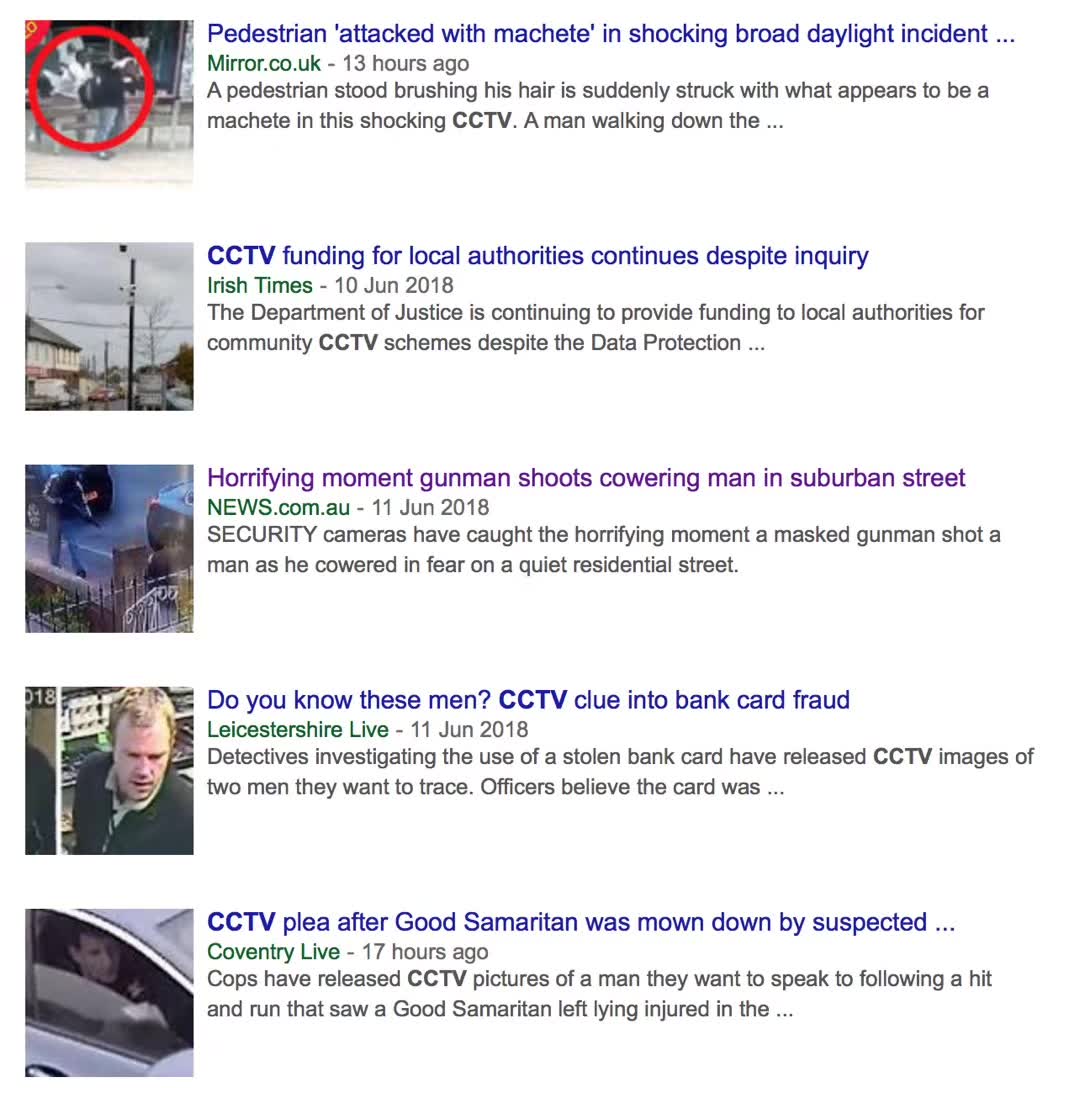 Pedestrian 'attacked with machete' in shocking broad daylight incident ...
Mirror.co.uk - 13 hours ago
A pedestrian stood brushing his hair is suddenly struck with what appears to be a
machete in this shocking CCTV. A man walking down the ...
CCTV funding for local authorities continues despite inquiry
Irish Times - 10 Jun 2018
The Department of Justice is continuing to provide funding to local authorities for
community CCTV schemes despite the Data Protection ...
Horrifying moment gunman shoots cowering man in suburban street
NEWS.com.au - 11 Jun 2018
SECURITY cameras have caught the horrifying moment a masked gunman shot a
man as he cowered in fear on a quiet residential street.
018
Do you know these men? CCTV clue into bank card fraud
Leicestershire Live - 11 Jun 2018
Detectives investigating the use of a stolen bank card have released CCTV images of
two men they want to trace. Officers believe the card was ...
CCTV plea after Good Samaritan was mown down by suspected ...
Coventry Live - 17 hours ago
Cops have released CCTV pictures of a man they want to speak to following a hit
and run that saw a Good Samaritan left lying injured in the ...